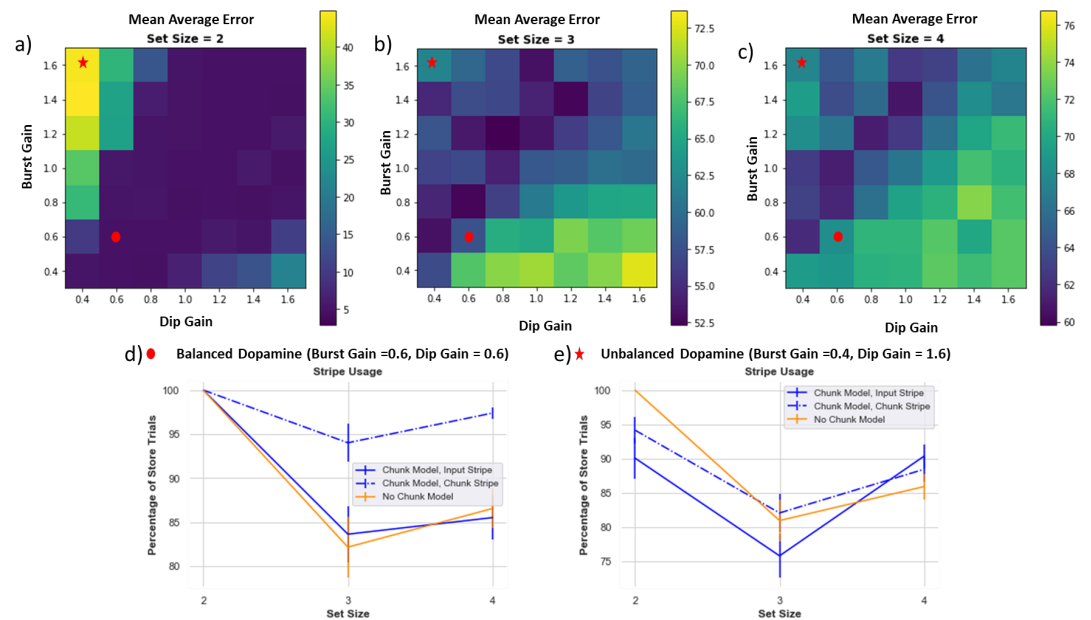 a)
Mean Average Error
Set Size = 2
Burst Gain
1.6
1.4
1.2
1.0
0.8
0.6
0.4
0.4 0.6 0.8 1.0 1.2 1.4 1.6
Dip Gain
40
35
30
25
20
15
10
5
b)
Mean Average Error
Set Size = 3
Burst Gain
1.6
1.4
1.2
1.0
0.8
0.6
0.4
0.4 0.6 0.8 1.0 1.2 1.4 1.6
Dip Gain
72.5
70.0
67.5
65.0
62.5
60.0
57.5
55.0
52.5
c)
Mean Average Error
Set Size = 4
Burst Gain
1.6
1.4
1.2
1.0
0.8
0.6
0.4
0.4 0.6 0.8 1.0 1.2 1.4 1.6
Dip Gain
76
74
72
70
68
66
64
62
60
d) Balanced Dopamine (Burst Gain =0.6, Dip Gain = 0.6)
Stripe Usage
Percentage of Store Trials
100
95
90
85
80
Chunk Model, Input Stripe
Chunk Model, Chunk Stripe
No Chunk Model
2 3 4
Set Size
e) Unbalanced Dopamine (Burst Gain =0.4, Dip Gain = 1.6)
Stripe Usage
Percentage of Store Trials
100
95
90
85
80
75
Chunk Model, Input Stripe
Chunk Model, Chunk Stripe
No Chunk Model
2 3 4
Set Size